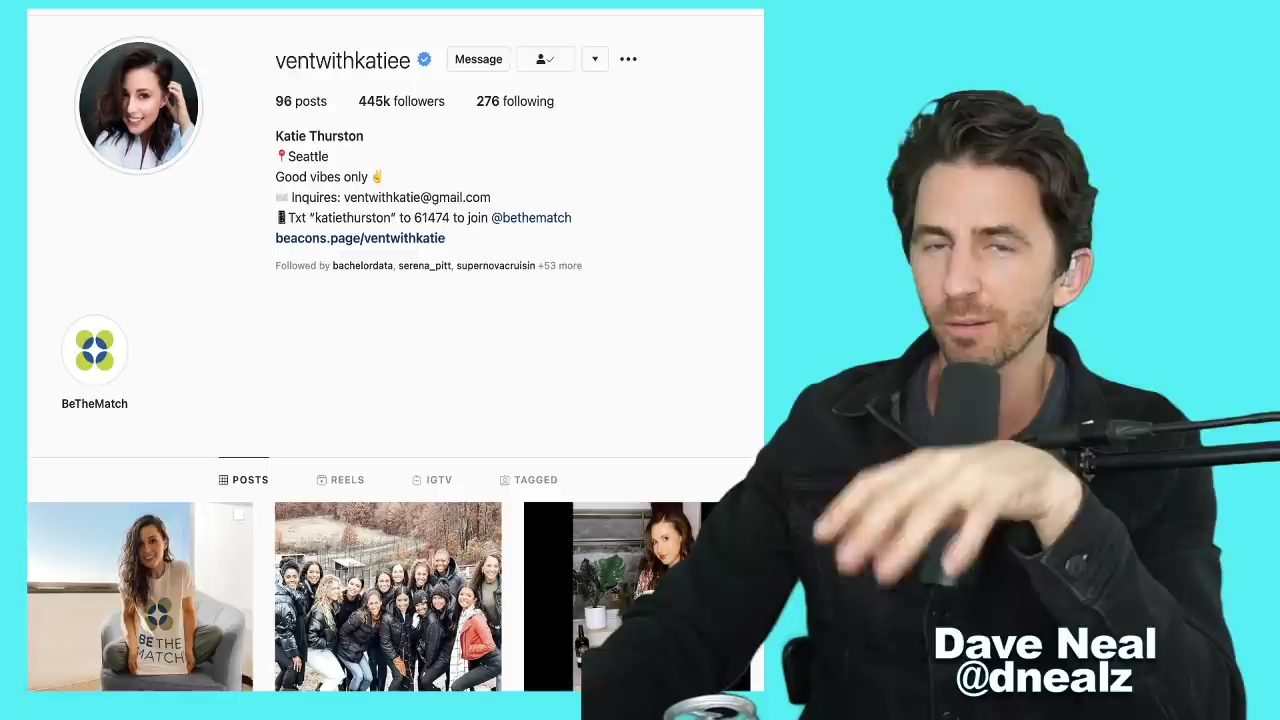 ventwithkatiee
Message
96 posts 445k followers 276 following
Katie Thurston
📍Seattle
Good vibes only ✌️
✉️ Inquires: ventwithkatie@gmail.com
📱Txt “katiethurston” to 61474 to join @bethematch
beacons.page/ventwithkatie
Followed by bachelordata, serena_pitt, supernovacruisin +53 more
BeTheMatch
POSTS REELS IGTV TAGGED
BE THE
MATCH
Dave Neal
@dnealz